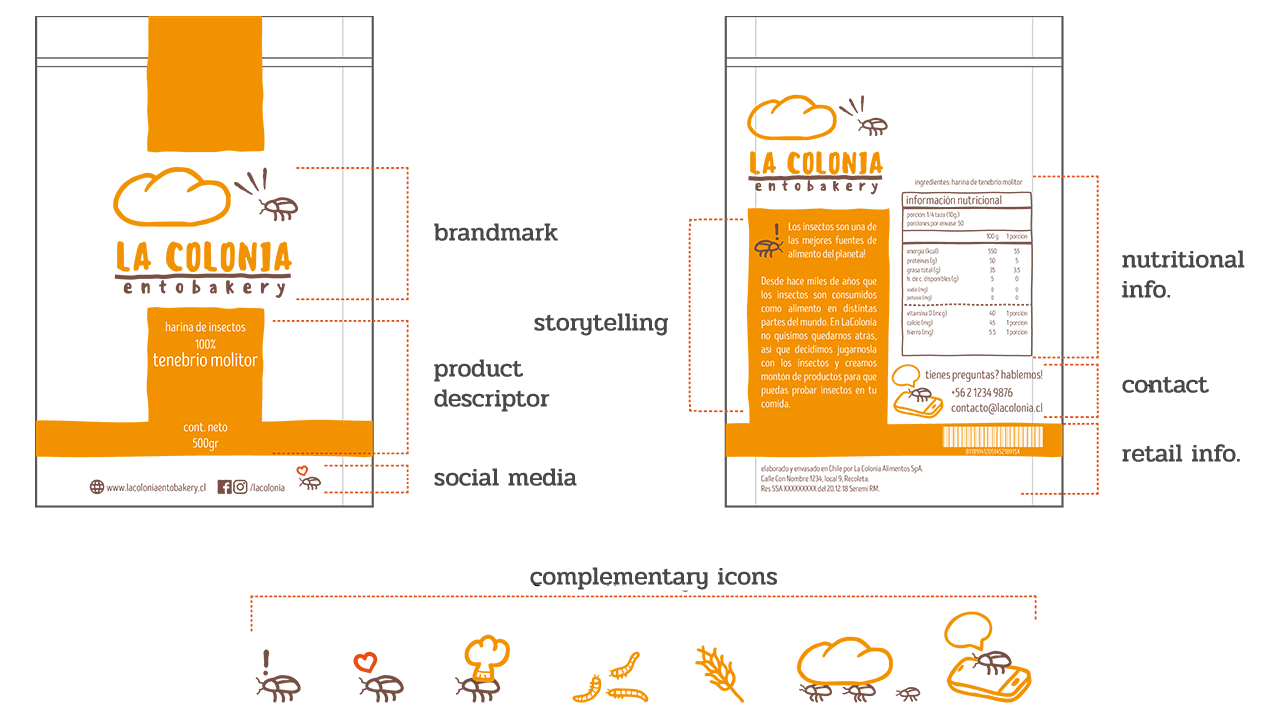 LA COLONIA
entobakery
harina de insectos
100%
tenebrio molitor
cont. neto
500gr
www.lacoloniaentobakery.cl
/lacolonia
brandmark
product
descriptor
social media
LA COLONIA
entobakery
¡Los insectos son una de
las mejores fuentes de
alimento del planeta!
Desde hace miles de años que
los insectos son consumidos
como alimento en distintas
partes del mundo. En LaColonia
no quisimos quedarnos atras,
asi que decidimos jugarnosla
con los insectos y creamos
montón de productos para que
puedas probar insectos en tu
comida.
storytelling
ingredientes: harina de tenebrio molitor
información nutricional
porción: 1/4 taza (10g.)
porciones por envase: 50
100 g 1 porción
energía (kcal) 550 55
proteínas (g) 50 5
grasa total (g) 35 3.5
h. de c. disponibles (g) 5 0
sodio (mg) 0 0
potasio (mg) 0 0
vitamina D (mcg) 40 1 porción
calcio (mg) 45 1 porción
hierro (mg) 5.5 1 porción
tienes preguntas? hablemos!
+56 2 1234 9876
contacto@lacolonia.cl
elaborado y envasado en Chile por La Colonia Alimentos SpA.
Calle Con Nombre 1234, local 9, Recoleta.
Res SSA XXXXXXXXX del 20.12.18 Seremi RM.
nutritional
info.
contact
retail info.
complementary icons